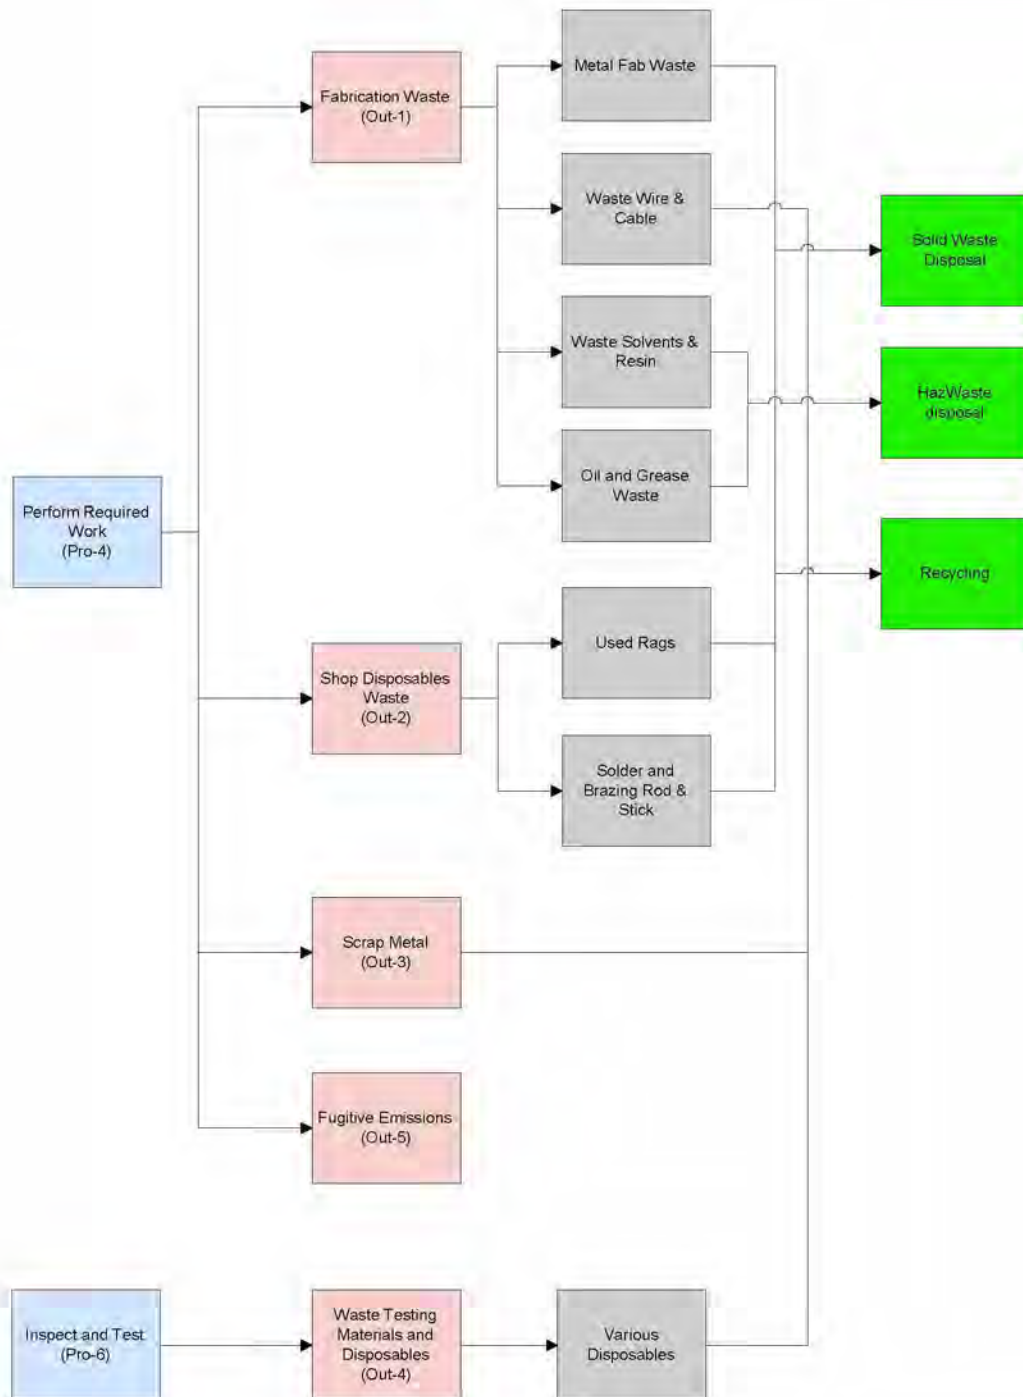 Metal Fab Waste
Fabrication Waste
(Out-1)
Waste Wire &
Cable
Solid Waste
Disposal
Waste Solvents &
Resin
HazWaste
disposal
Oil and Grease
Waste
Perform Required
Work
(Pro-4)
Recycling
Used Rags
Shop Disposables
Waste
(Out-2)
Solder and
Brazing Rod &
Stick
Scrap Metal
(Out-3)
Fugitive Emissions
(Out-5)
Inspect and Test
(Pro-6)
Waste Testing
Materials and
Disposables
(Out-4)
Various
Disposables